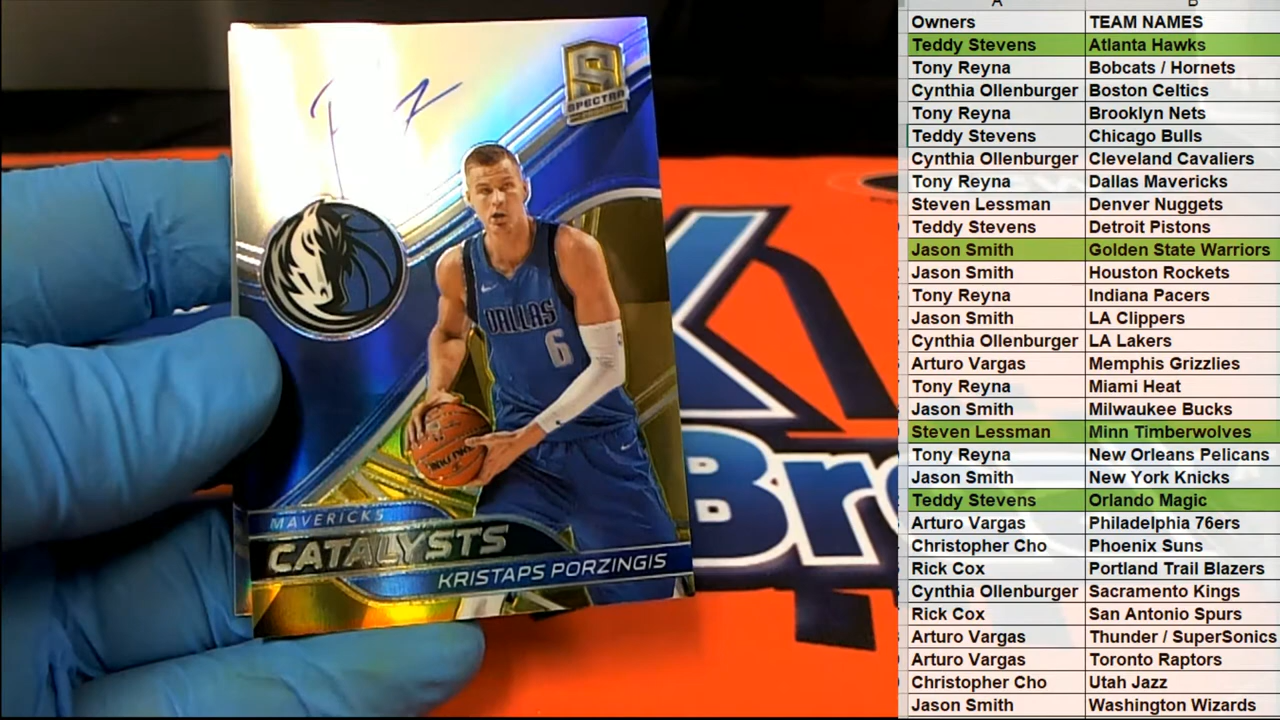 SPECTRA
DALLAS
6
MAVERICKS
CATALYSTS
KRISTAPS PORZINGIS
Br
A B
Owners TEAM NAMES
Teddy Stevens Atlanta Hawks
Tony Reyna Bobcats / Hornets
Cynthia Ollenburger Boston Celtics
Tony Reyna Brooklyn Nets
Teddy Stevens Chicago Bulls
Cynthia Ollenburger Cleveland Cavaliers
Tony Reyna Dallas Mavericks
Steven Lessman Denver Nuggets
Teddy Stevens Detroit Pistons
Jason Smith Golden State Warriors
Jason Smith Houston Rockets
Tony Reyna Indiana Pacers
Jason Smith LA Clippers
Cynthia Ollenburger LA Lakers
Arturo Vargas Memphis Grizzlies
Tony Reyna Miami Heat
Jason Smith Milwaukee Bucks
Steven Lessman Minn Timberwolves
Tony Reyna New Orleans Pelicans
Jason Smith New York Knicks
Teddy Stevens Orlando Magic
Arturo Vargas Philadelphia 76ers
Christopher Cho Phoenix Suns
Rick Cox Portland Trail Blazers
Cynthia Ollenburger Sacramento Kings
Rick Cox San Antonio Spurs
Arturo Vargas Thunder / SuperSonics
Arturo Vargas Toronto Raptors
Christopher Cho Utah Jazz
Jason Smith Washington Wizards